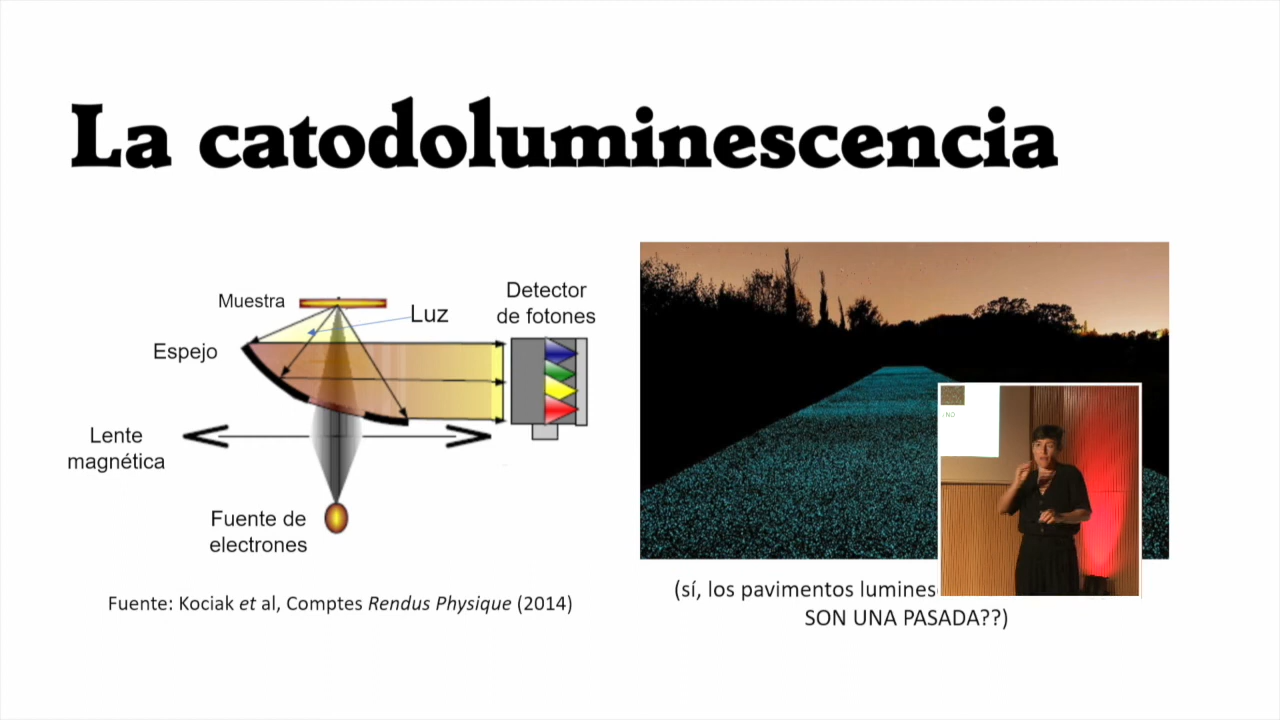 La catodoluminescencia
Muestra
Luz
Detector
de fotones
Espejo
Lente
magnética
Fuente de
electrones
Fuente: Kociak et al, Comptes Rendus Physique (2014)
(sí, los pavimentos
SON UNA PASADA??)